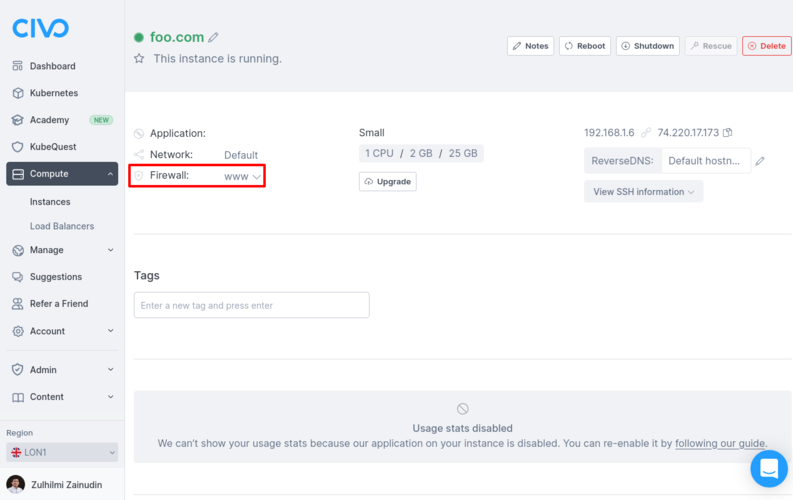 CIVO
Dashboard
Kubernetes
Academy NEW
KubeQuest
Compute
Instances
Load Balancers
Manage
Suggestions
Refer a Friend
Account
Admin
Content
Region
LON1
Zulhilmi Zainudin
foo.com
This instance is running.
Notes
Reboot
Shutdown
Rescue
Delete
Application:
Network: Default
Firewall: www
Small
1 CPU / 2 GB / 25 GB
Upgrade
192.168.1.6 74.220.17.173
ReverseDNS: Default hostn...
View SSH information
Tags
Enter a new tag and press enter
Usage stats disabled
We can't show your usage stats because our application on your instance is disabled. You can re-enable it by following our guide.